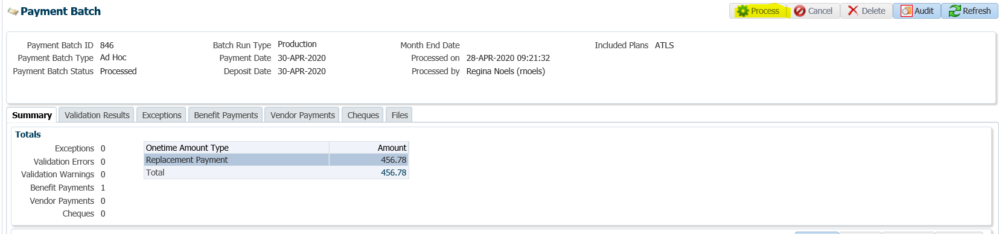 Payment Batch
Process Cancel Delete Audit Refresh
Payment Batch ID 846 Batch Run Type Production Month End Date Included Plans ATLS
Payment Batch Type Ad Hoc Payment Date 30-APR-2020 Processed on 28-APR-2020 09:21:32
Payment Batch Status Processed Deposit Date 30-APR-2020 Processed by Regina Noels (rnoels)
Summary Validation Results Exceptions Benefit Payments Vendor Payments Cheques Files
Totals
Exceptions 0 Onetime Amount Type Amount
Validation Errors 0 Replacement Payment 456.78
Validation Warnings 0 Total 456.78
Benefit Payments 1
Vendor Payments 0
Cheques 0